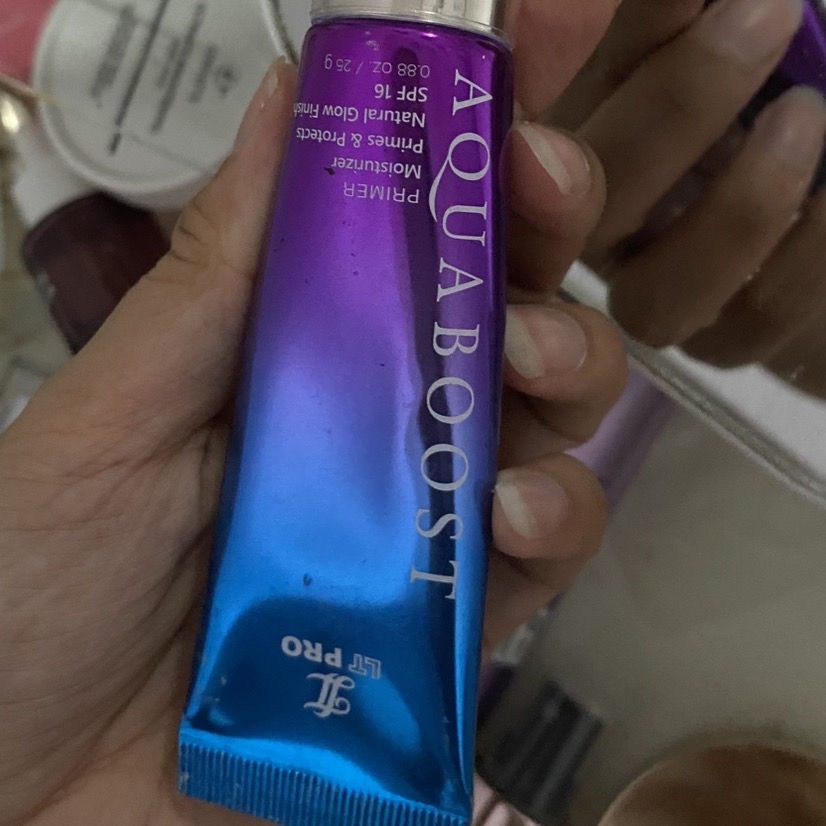 AQUABOOST
PRIMER
Moisturizer
Primes & Protects
Natural Glow Finish
SPF 16
0.88 OZ. / 25 g
LT PRO